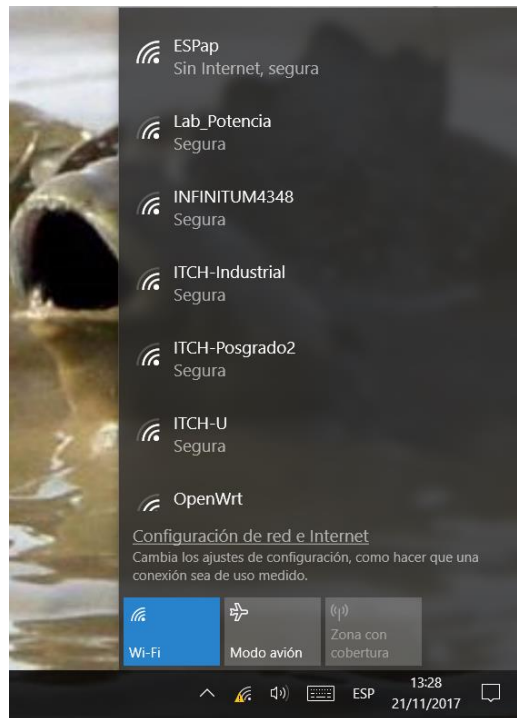 ESPap
Sin Internet, segura
Lab_Potencia
Segura
INFINITUM4348
Segura
ITCH-Industrial
Segura
ITCH-Posgrado2
Segura
ITCH-U
Segura
OpenWrt
Configuración de red e Internet
Cambia los ajustes de configuración, como hacer que una
conexión sea de uso medido.
Wi-Fi
Modo avión
Zona con
cobertura
ESP
13:28
21/11/2017